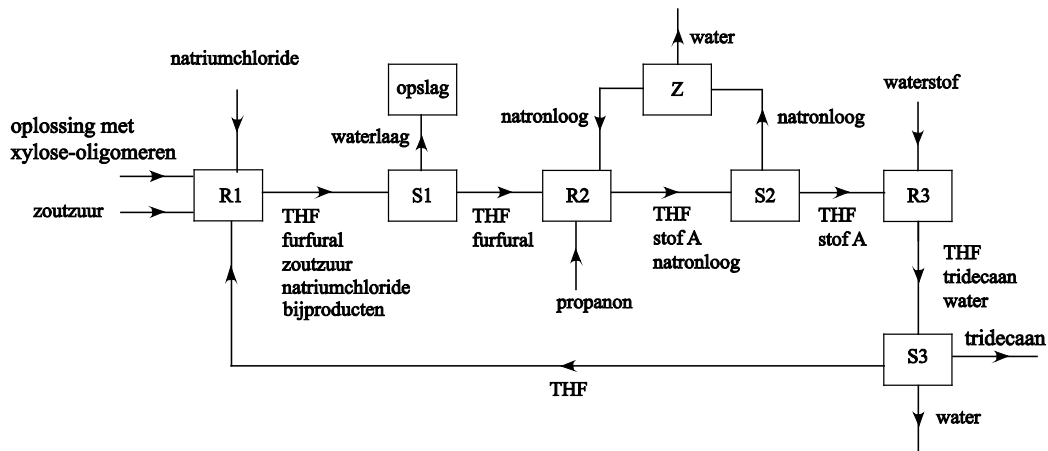 water
natriumchloride
opslag
Z
waterstof
natronloog
natronloog
oplossing met
xylose-oligomeren
waterlaag
R1
S1
R2
S2
R3
zoutzuur
THF
furfural
zoutzuur
natriumchloride
bijproducten
THF
furfural
THF
stof A
natronloog
THF
stof A
propanon
THF
tridecaan
water
S3
tridecaan
THF
water